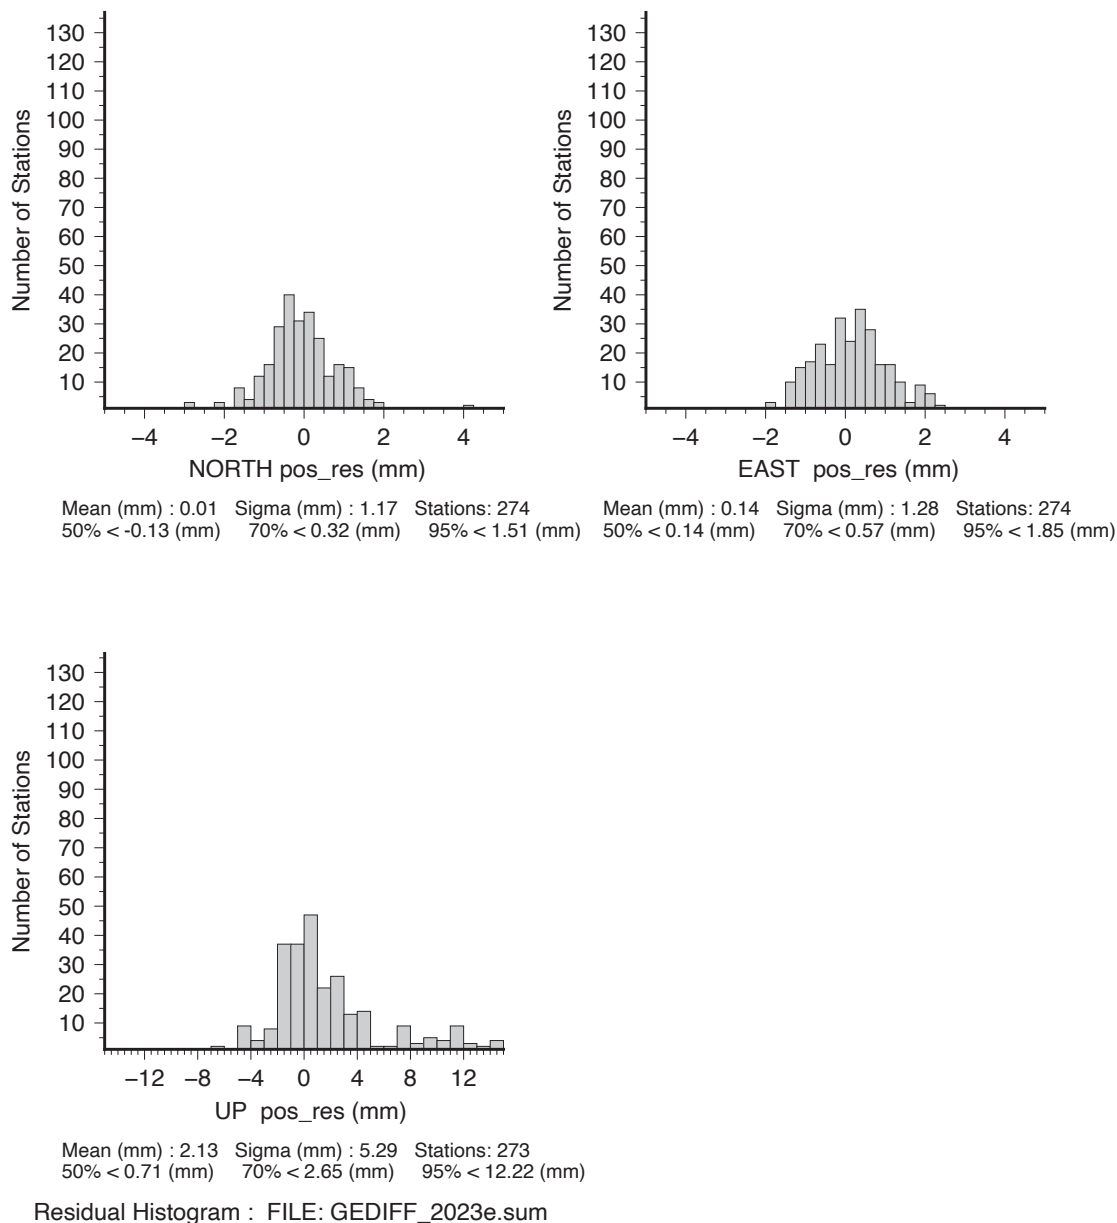 130
120
110
100
90
80
70
60
50
40
30
20
10
Number of Stations
−4 −2 0 2 4
NORTH pos_res (mm)
Mean (mm) : 0.01 Sigma (mm) : 1.17 Stations: 274
50% < -0.13 (mm) 70% < 0.32 (mm) 95% < 1.51 (mm)
130
120
110
100
90
80
70
60
50
40
30
20
10
Number of Stations
−4 −2 0 2 4
EAST pos_res (mm)
Mean (mm) : 0.14 Sigma (mm) : 1.28 Stations: 274
50% < 0.14 (mm) 70% < 0.57 (mm) 95% < 1.85 (mm)
130
120
110
100
90
80
70
60
50
40
30
20
10
Number of Stations
−12 −8 −4 0 4 8 12
UP pos_res (mm)
Mean (mm) : 2.13 Sigma (mm) : 5.29 Stations: 273
50% < 0.71 (mm) 70% < 2.65 (mm) 95% < 12.22 (mm)
Residual Histogram : FILE: GEDIFF_2023e.sum